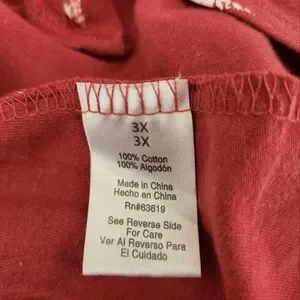 3X
3X
100% Cotton
100% Algodón
Made in China
Hecho en China
Rn#63619
See Reverse Side
For Care
Ver Al Reverso Para
El Cuidado